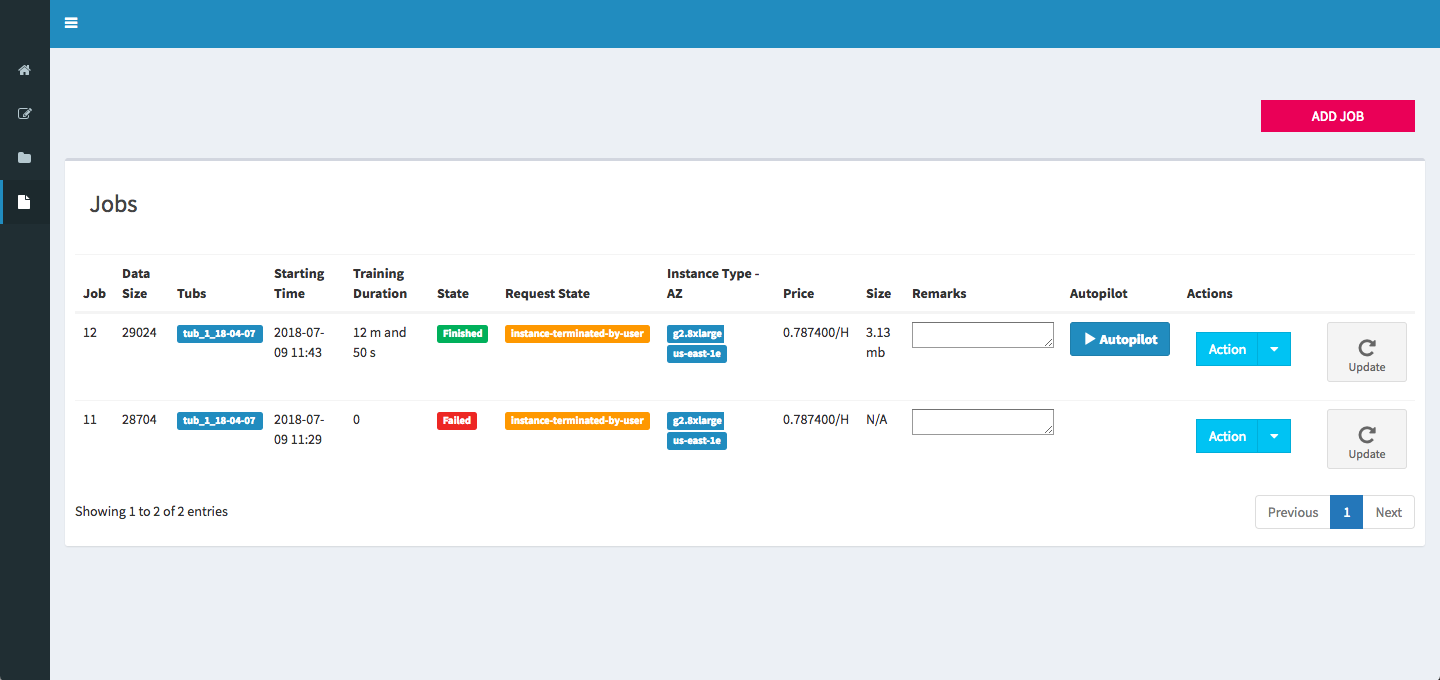 ADD JOB
Jobs
Job Data Size Tubs Starting Time Training Duration State Request State Instance Type - AZ Price Size Remarks Autopilot Actions
12 29024 tub_1_18-04-07 2018-07-09 11:43 12 m and 50 s Finished instance-terminated-by-user g2.8xlarge us-east-1e 0.787400/H 3.13 mb Autopilot Action Update
11 28704 tub_1_18-04-07 2018-07-09 11:29 0 Failed instance-terminated-by-user g2.8xlarge us-east-1e 0.787400/H N/A Action Update
Showing 1 to 2 of 2 entries Previous 1 Next